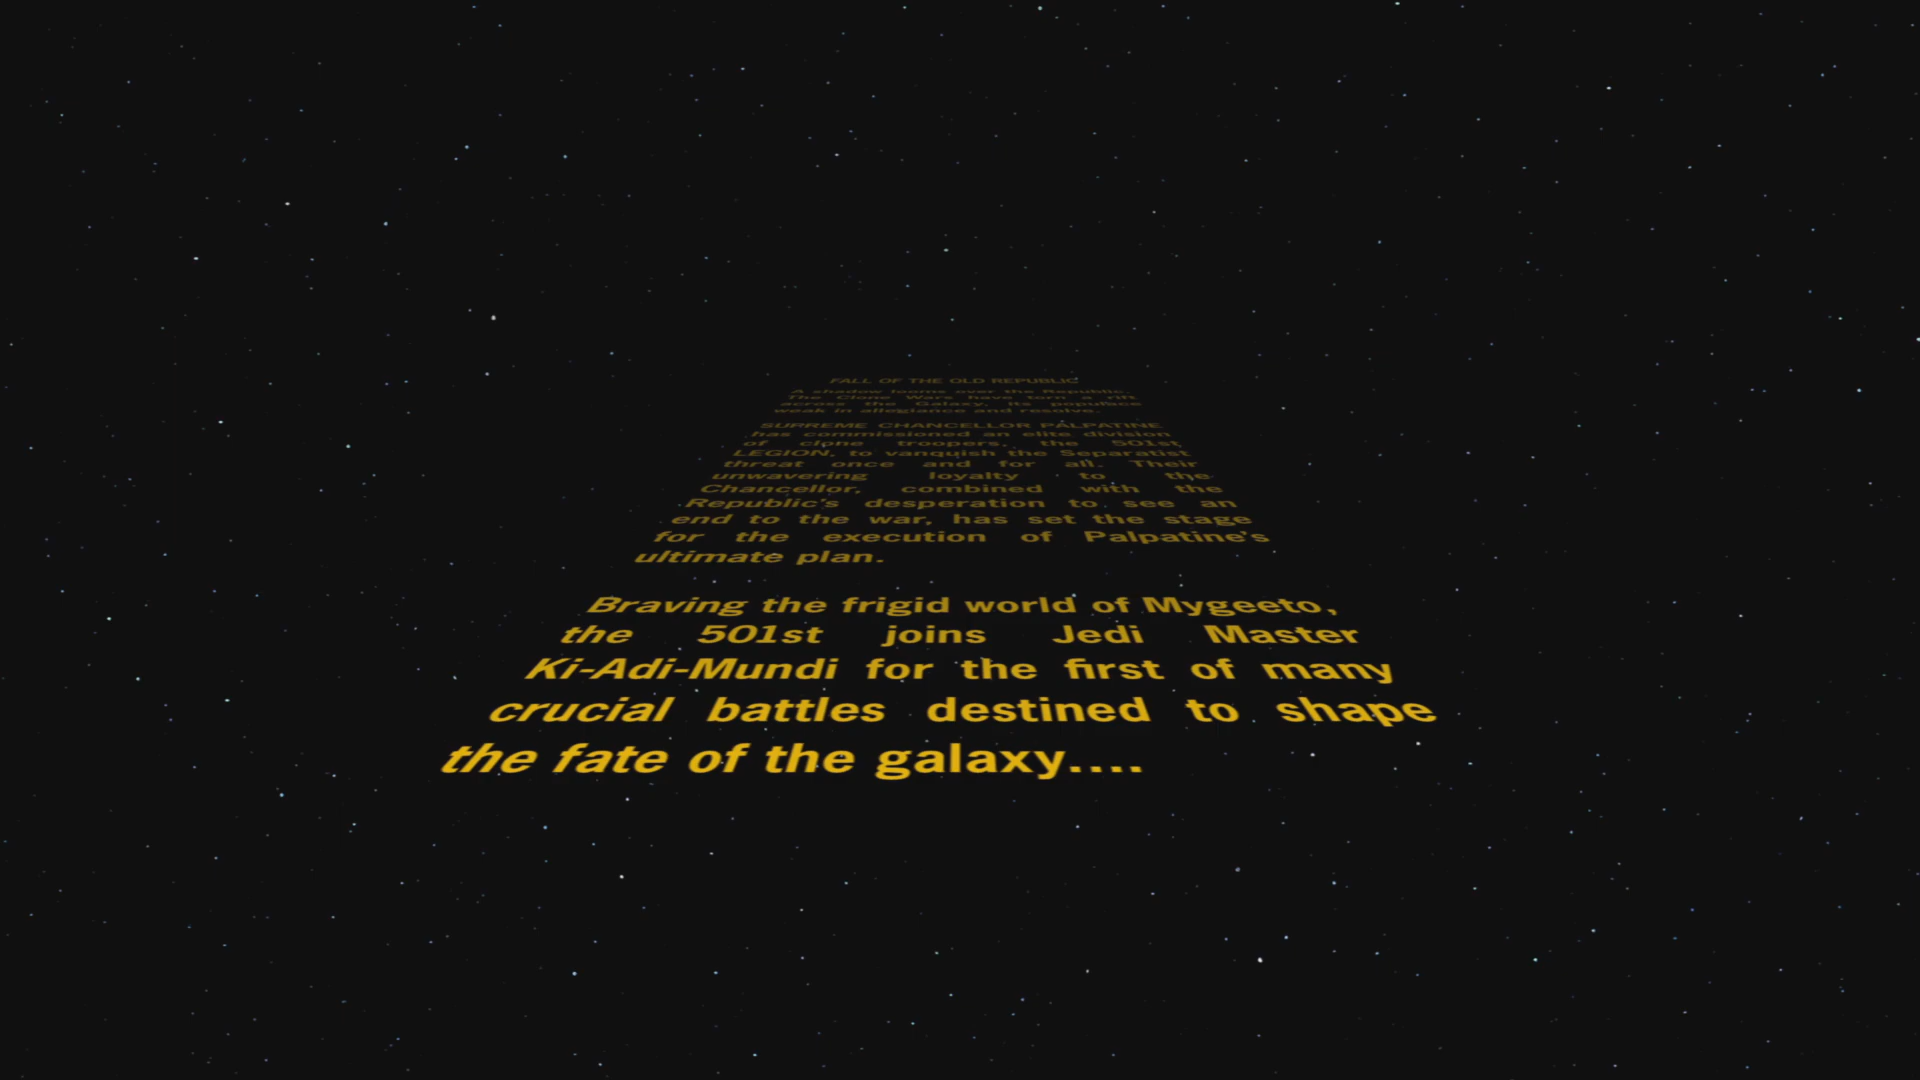 FALL OF THE OLD REPUBLIC
A shadow looms over the Republic.
The Clone Wars have torn a rift
across the Galaxy, its populace
weak in allegiance and resolve.
SUPREME CHANCELLOR PALPATINE
has commissioned an elite division
of clone troopers, the 501st
LEGION, to vanquish the Separatist
threat once and for all. Their
unwavering loyalty to the
Chancellor, combined with the
Republic's desperation to see an
end to the war, has set the stage
for the execution of Palpatine's
ultimate plan.
Braving the frigid world of Mygeeto,
the 501st joins Jedi Master
Ki-Adi-Mundi for the first of many
crucial battles destined to shape
the fate of the galaxy....